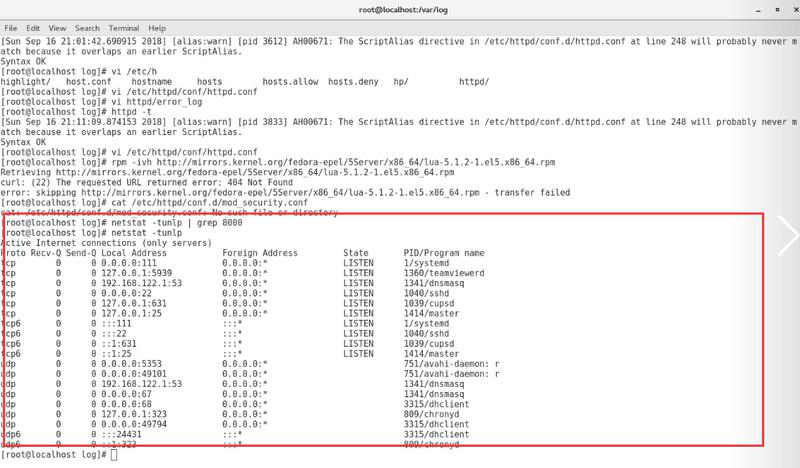 root@localhost:/var/log
File Edit View Search Terminal Help
[Sun Sep 16 21:01:42.690915 2018] [alias:warn] [pid 3612] AH00671: The ScriptAlias directive in /etc/httpd/conf.d/httpd.conf at line 248 will probably never m
atch because it overlaps an earlier ScriptAlias.
Syntax OK
[root@localhost log]# vi /etc/h
highlight/ host.conf hostname hosts hosts.allow hosts.deny hp/ httpd/
[root@localhost log]# vi /etc/httpd/conf/httpd.conf
[root@localhost log]# vi httpd/error_log
[root@localhost log]# httpd -t
[Sun Sep 16 21:11:09.874153 2018] [alias:warn] [pid 3833] AH00671: The ScriptAlias directive in /etc/httpd/conf.d/httpd.conf at line 248 will probably never m
atch because it overlaps an earlier ScriptAlias.
Syntax OK
[root@localhost log]# vi /etc/httpd/conf/httpd.conf
[root@localhost log]# rpm -ivh http://mirrors.kernel.org/fedora-epel/5Server/x86_64/lua-5.1.2-1.el5.x86_64.rpm
Retrieving http://mirrors.kernel.org/fedora-epel/5Server/x86_64/lua-5.1.2-1.el5.x86_64.rpm
curl: (22) The requested URL returned error: 404 Not Found
error: skipping http://mirrors.kernel.org/fedora-epel/5Server/x86_64/lua-5.1.2-1.el5.x86_64.rpm - transfer failed
[root@localhost log]# cat /etc/httpd/conf.d/mod_security.conf
cat: /etc/httpd/conf.d/mod_security.conf: No such file or directory
[root@localhost log]# netstat -tunlp | grep 8000
[root@localhost log]# netstat -tunlp
Active Internet connections (only servers)
Proto Recv-Q Send-Q Local Address Foreign Address State PID/Program name
tcp 0 0 0.0.0.0:111 0.0.0.0:* LISTEN 1/systemd
tcp 0 0 127.0.0.1:5939 0.0.0.0:* LISTEN 1360/teamviewerd
tcp 0 0 192.168.122.1:53 0.0.0.0:* LISTEN 1341/dnsmasq
tcp 0 0 0.0.0.0:22 0.0.0.0:* LISTEN 1040/sshd
tcp 0 0 127.0.0.1:631 0.0.0.0:* LISTEN 1039/cupsd
tcp 0 0 127.0.0.1:25 0.0.0.0:* LISTEN 1414/master
tcp6 0 0 :::111 :::* LISTEN 1/systemd
tcp6 0 0 :::22 :::* LISTEN 1040/sshd
tcp6 0 0 ::1:631 :::* LISTEN 1039/cupsd
tcp6 0 0 ::1:25 :::* LISTEN 1414/master
udp 0 0 0.0.0.0:5353 0.0.0.0:* 751/avahi-daemon: r
udp 0 0 0.0.0.0:49101 0.0.0.0:* 751/avahi-daemon: r
udp 0 0 192.168.122.1:53 0.0.0.0:* 1341/dnsmasq
udp 0 0 0.0.0.0:67 0.0.0.0:* 1341/dnsmasq
udp 0 0 0.0.0.0:68 0.0.0.0:* 3315/dhclient
udp 0 0 127.0.0.1:323 0.0.0.0:* 809/chronyd
udp 0 0 0.0.0.0:49794 0.0.0.0:* 3315/dhclient
udp6 0 0 :::24431 :::* 3315/dhclient
udp6 0 0 ::1:323 :::* 809/chronyd
[root@localhost log]#